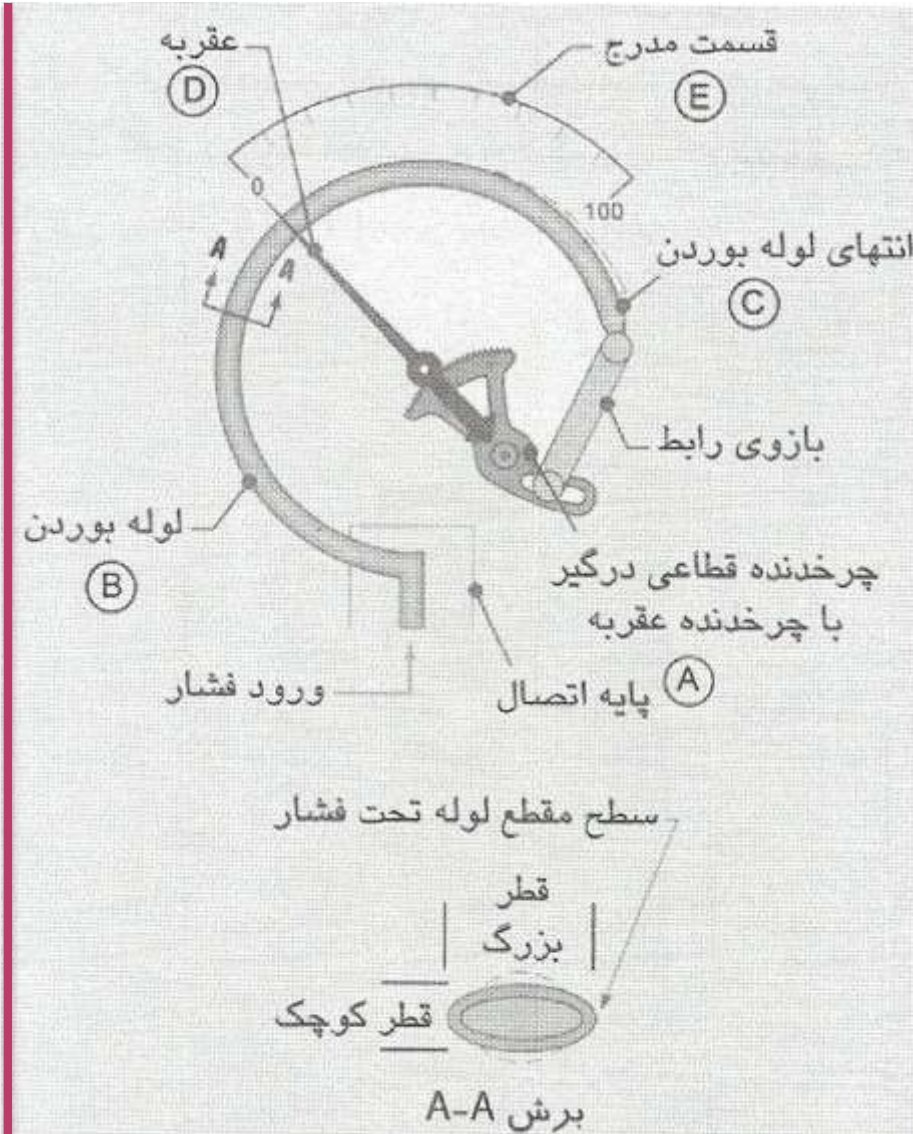 عقربه
D
قسمت مدرج
E
0
100
A
A
انتهای لوله بوردن
C
بازوی رابط
لوله بوردن
B
چرخدنده قطاعی درگیر
با چرخدنده عقربه
A
پایه اتصال
ورود فشار
سطح مقطع لوله تحت فشار
قطر
بزرگ
قطر کوچک
برش A-A